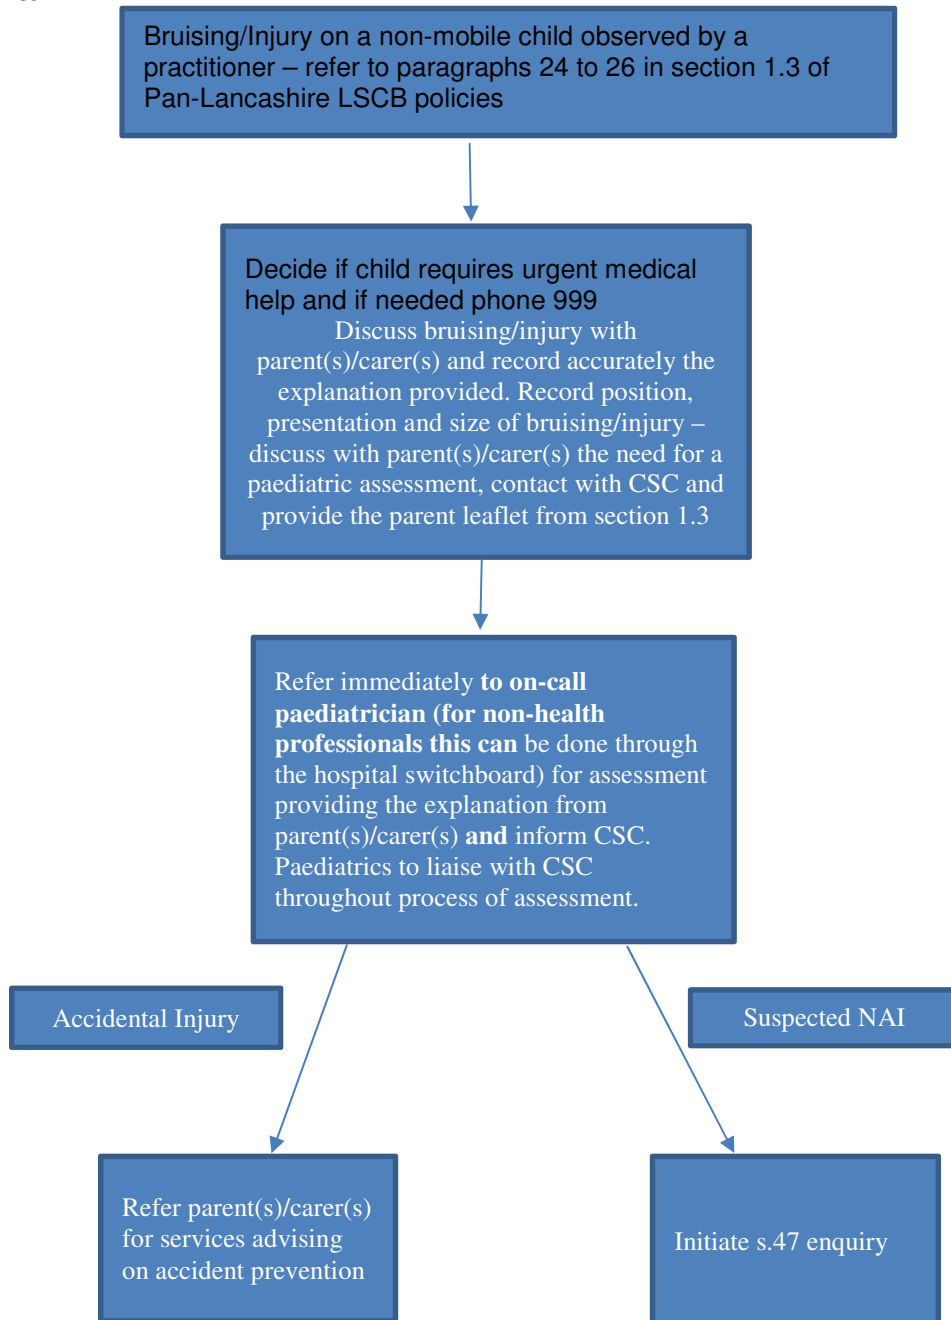 Bruising/Injury on a non-mobile child observed by a
practitioner – refer to paragraphs 24 to 26 in section 1.3 of
Pan-Lancashire LSCB policies
Decide if child requires urgent medical
help and if needed phone 999
Discuss bruising/injury with
parent(s)/carer(s) and record accurately the
explanation provided. Record position,
presentation and size of bruising/injury –
discuss with parent(s)/carer(s) the need for a
paediatric assessment, contact with CSC and
provide the parent leaflet from section 1.3
Refer immediately to on-call
paediatrician (for non-health
professionals this can be done through
the hospital switchboard) for assessment
providing the explanation from
parent(s)/carer(s) and inform CSC.
Paediatrics to liaise with CSC
throughout process of assessment.
Accidental Injury
Suspected NAI
Refer parent(s)/carer(s)
for services advising
on accident prevention
Initiate s.47 enquiry